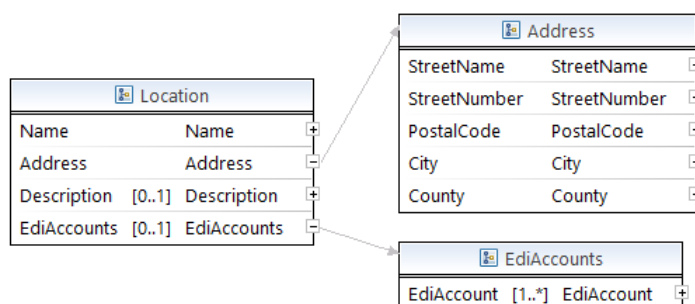 Location
Name Name
Address Address
Description [0..1] Description
EdiAccounts [0..1] EdiAccounts
Address
StreetName StreetName
StreetNumber StreetNumber
PostalCode PostalCode
City City
County County
EdiAccounts
EdiAccount [1..*] EdiAccount